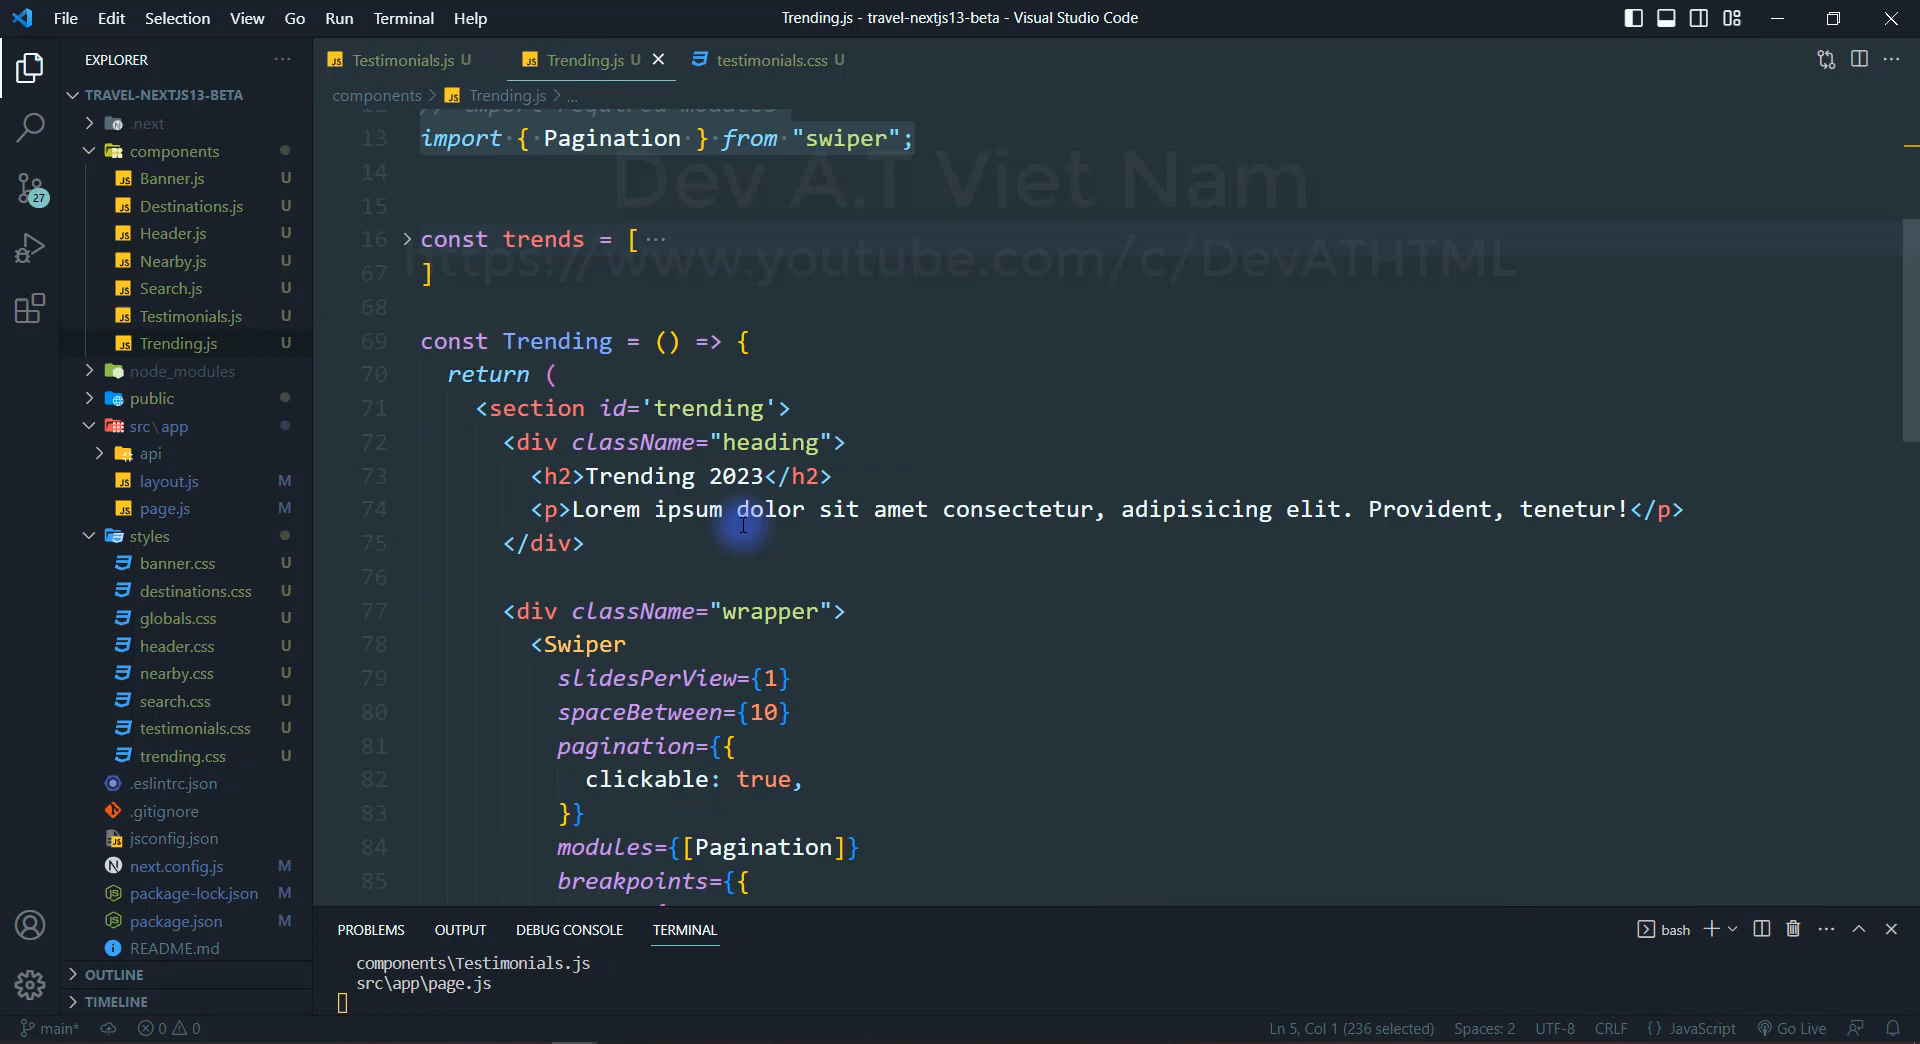 File Edit Selection View Go Run Terminal Help
Trending.js - travel-nextjs13-beta - Visual Studio Code
EXPLORER
TRAVEL-NEXTJS13-BETA
.next
components
Banner.js U
Destinations.js U
Header.js U
Nearby.js U
Search.js U
Testimonials.js U
Trending.js U
node_modules
public
src\app
api
layout.js M
page.js M
styles
banner.css U
destinations.css U
globals.css U
header.css U
nearby.css U
search.css U
testimonials.css U
trending.css U
.eslintrc.json
.gitignore
jsconfig.json
next.config.js M
package-lock.json M
package.json M
README.md
OUTLINE
TIMELINE
27
Testimonials.js U
Trending.js U
testimonials.css U
components > Trending.js > ...
12 // import required modules
13 import { Pagination } from "swiper";
14
15
16 const trends = [ ...
67 ]
68
69 const Trending = () => {
70 return (
71 <section id='trending'>
72 <div className="heading">
73 <h2>Trending 2023</h2>
74 <p>Lorem ipsum dolor sit amet consectetur, adipisicing elit. Provident, tenetur!</p>
75 </div>
76
77 <div className="wrapper">
78 <Swiper
79 slidesPerView={1}
80 spaceBetween={10}
81 pagination={{
82 clickable: true,
83 }}
84 modules={[Pagination]}
85 breakpoints={{
Dev A.T Viet Nam
https://www.youtube.com/c/DevATHTML
PROBLEMS OUTPUT DEBUG CONSOLE TERMINAL
bash
components\Testimonials.js
src\app\page.js
main* 0 0
Ln 5, Col 1 (236 selected) Spaces: 2 UTF-8 CRLF {} JavaScript Go Live